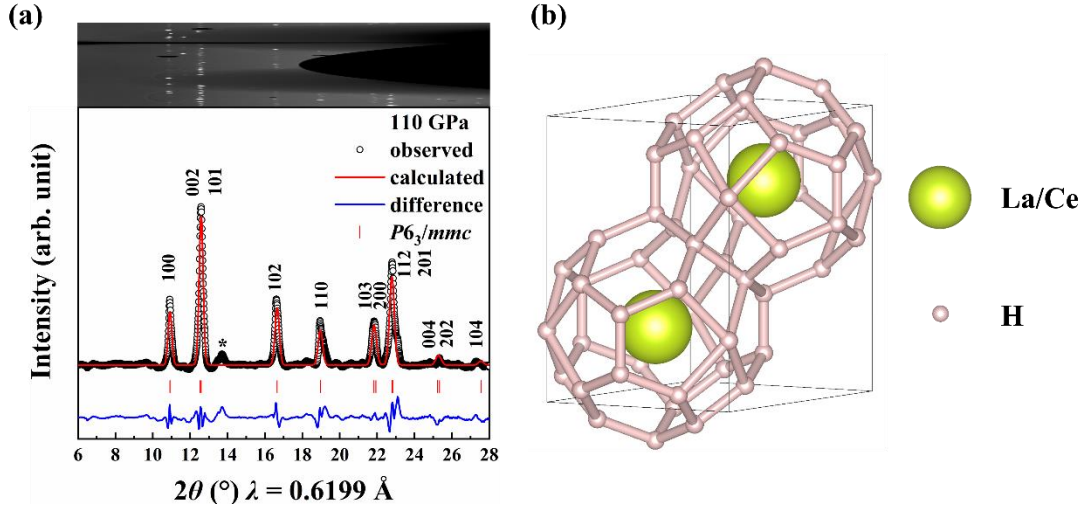 (a)
110 GPa
observed
calculated
difference
P6₃/mmc
100
002
101
*
102
110
103
200
112
201
004
202
104
Intensity (arb. unit)
6 8 10 12 14 16 18 20 22 24 26 28
2θ (°) λ = 0.6199 Å
(b)
La/Ce
H